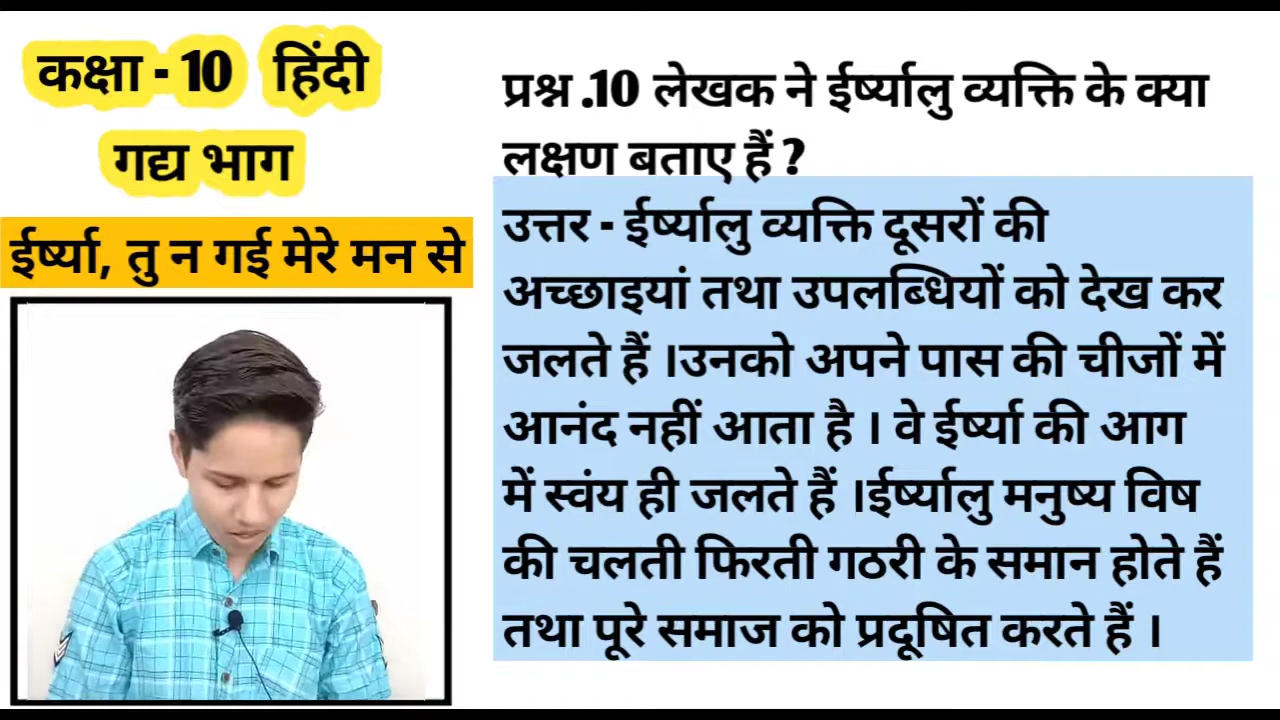 कक्षा - 10 हिंदी
गद्य भाग
ईर्ष्या, तु न गई मेरे मन से
प्रश्न .10 लेखक ने ईर्ष्यालु व्यक्ति के क्या
लक्षण बताए हैं ?
उत्तर - ईर्ष्यालु व्यक्ति दूसरों की
अच्छाइयां तथा उपलब्धियों को देख कर
जलते हैं ।उनको अपने पास की चीजों में
आनंद नहीं आता है । वे ईर्ष्या की आग
में स्वंय ही जलते हैं ।ईर्ष्यालु मनुष्य विष
की चलती फिरती गठरी के समान होते हैं
तथा पूरे समाज को प्रदूषित करते हैं ।